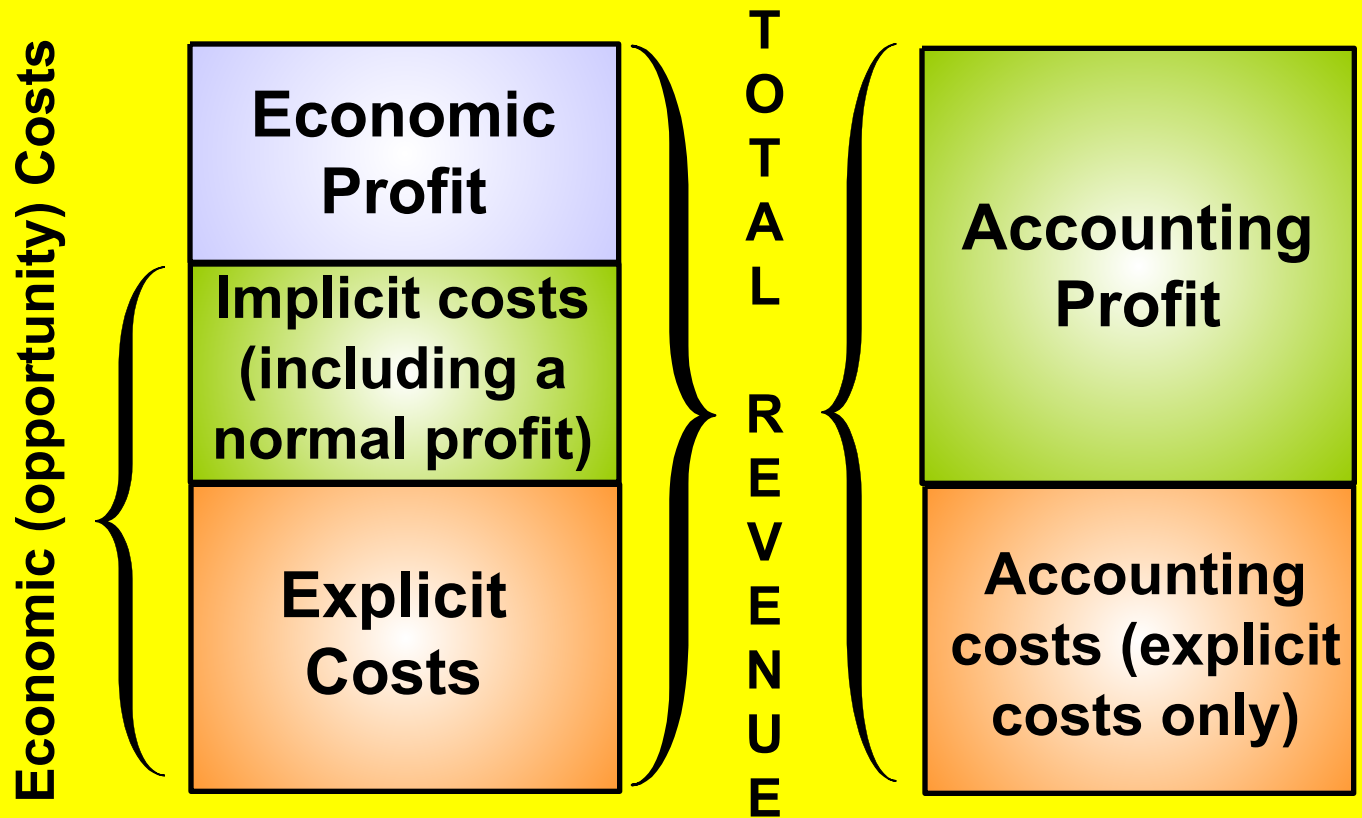 Economic (opportunity) Costs
Economic
Profit
Implicit costs
(including a
normal profit)
Explicit
Costs
TOTAL REVENUE
Accounting
Profit
Accounting
costs (explicit
costs only)